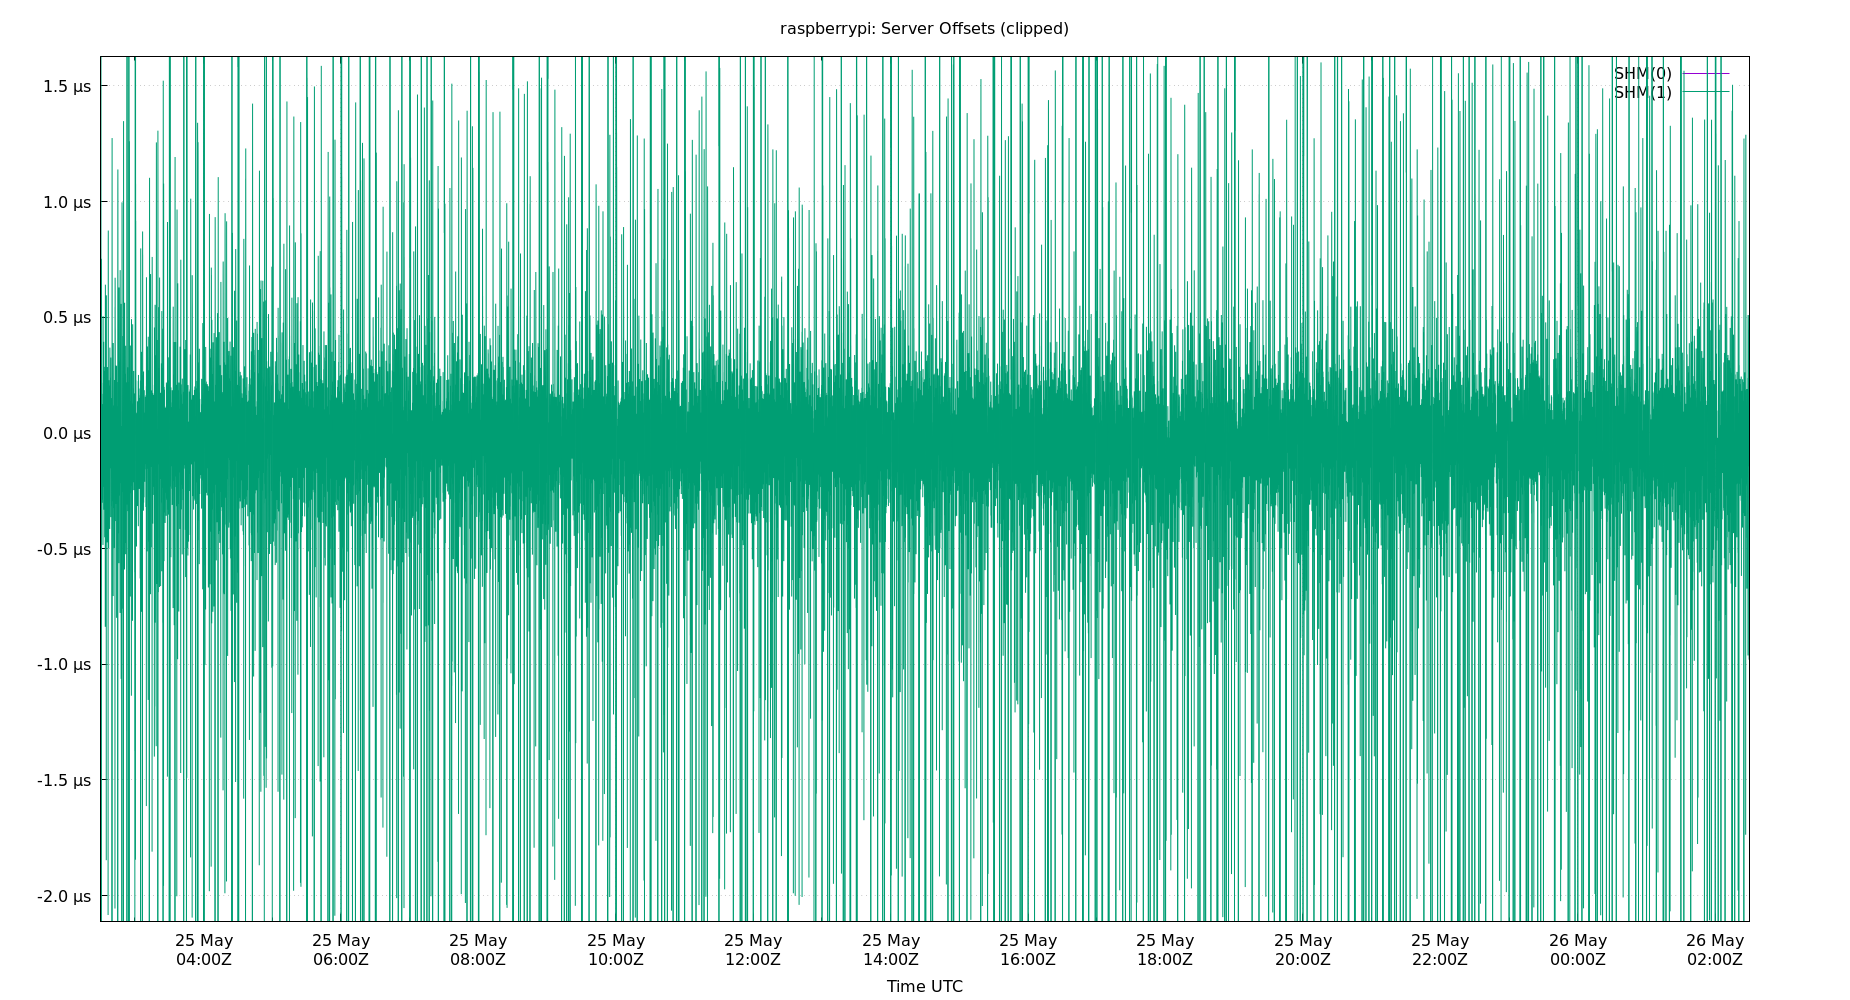 raspberrypi: Server Offsets (clipped)
SHM(0)
SHM(1)
1.5 µs
1.0 µs
0.5 µs
0.0 µs
-0.5 µs
-1.0 µs
-1.5 µs
-2.0 µs
25 May 25 May 25 May 25 May 25 May 25 May 25 May 25 May 25 May 25 May 26 May 26 May
04:00Z 06:00Z 08:00Z 10:00Z 12:00Z 14:00Z 16:00Z 18:00Z 20:00Z 22:00Z 00:00Z 02:00Z
Time UTC